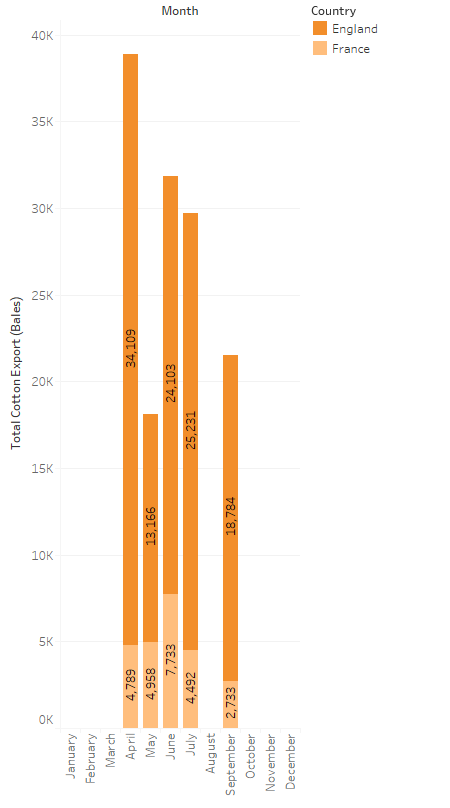 Month
Country
England
France
Total Cotton Export (Bales)
40K
35K
30K
25K
20K
15K
10K
5K
0K
34,109
4,789
13,166
4,958
24,103
7,733
25,231
4,492
18,784
2,733
January
February
March
April
May
June
July
August
September
October
November
December